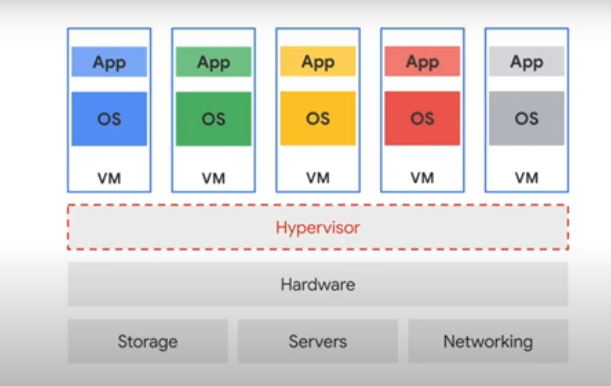 App App App App App
OS OS OS OS OS
VM VM VM VM VM
Hypervisor
Hardware
Storage Servers Networking